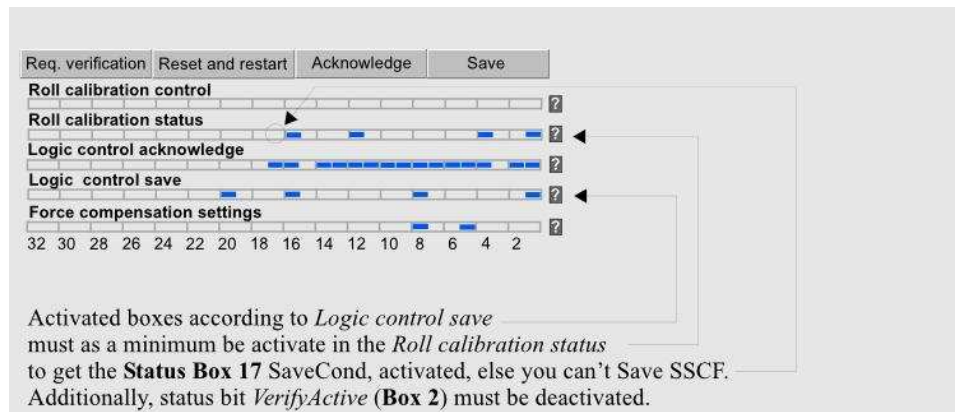 Req. verification Reset and restart Acknowledge Save
Roll calibration control
?
Roll calibration status
?
Logic control acknowledge
?
Logic control save
?
Force compensation settings
?
32 30 28 26 24 22 20 18 16 14 12 10 8 6 4 2
Activated boxes according to Logic control save
must as a minimum be activate in the Roll calibration status
to get the Status Box 17 SaveCond, activated, else you can’t Save SSCF.
Additionally, status bit VerifyActive (Box 2) must be deactivated.